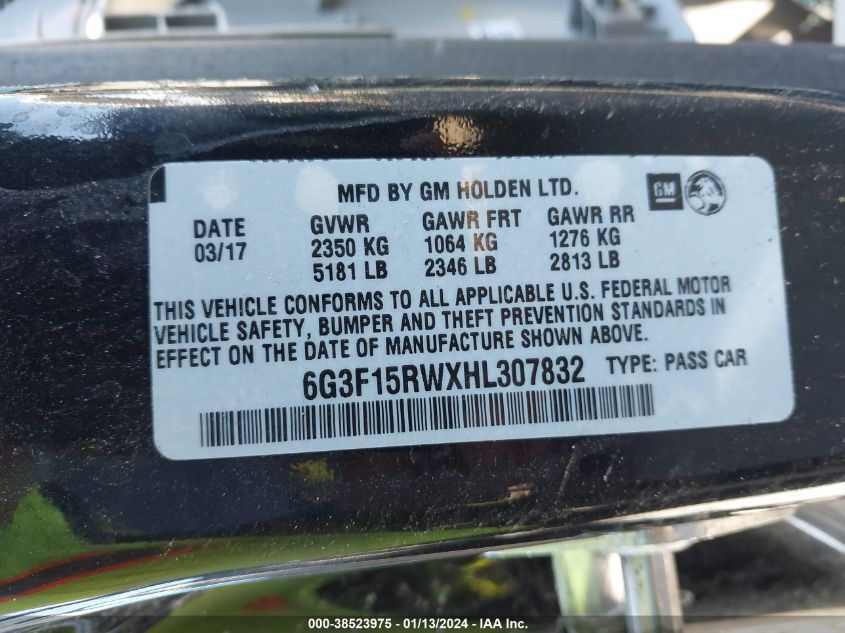 MFD BY GM HOLDEN LTD.
GM
DATE GVWR GAWR FRT GAWR RR
03/17 2350 KG 1064 KG 1276 KG
5181 LB 2346 LB 2813 LB
THIS VEHICLE CONFORMS TO ALL APPLICABLE U.S. FEDERAL MOTOR
VEHICLE SAFETY, BUMPER AND THEFT PREVENTION STANDARDS IN
EFFECT ON THE DATE OF MANUFACTURE SHOWN ABOVE.
6G3F15RWXHL307832 TYPE: PASS CAR
000-38523975 - 01/13/2024 - IAA Inc.